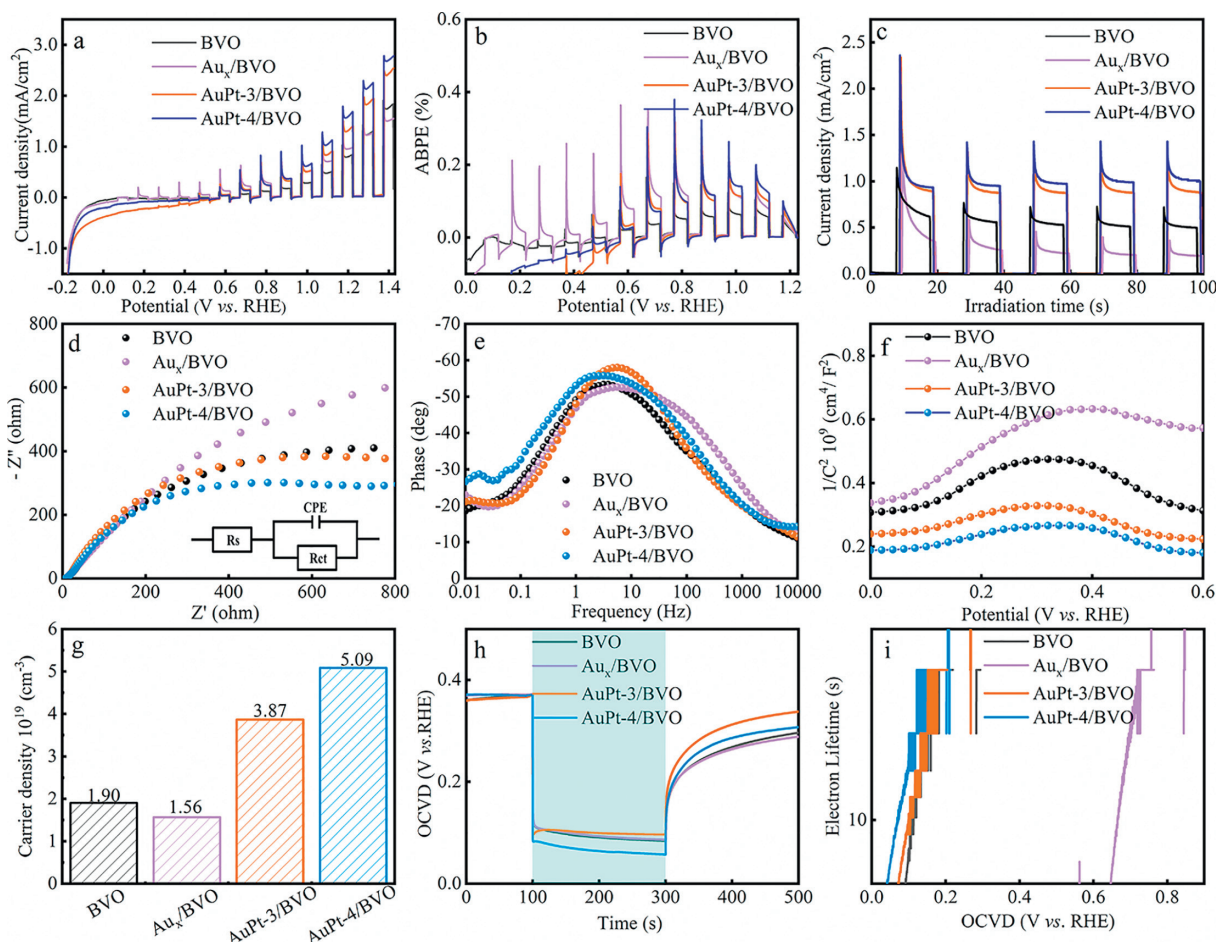 a
BVO
Auₓ/BVO
AuPt-3/BVO
AuPt-4/BVO
Current density(mA/cm²)
3.0
2.0
1.0
0.0
-1.0
-0.2 0.0 0.2 0.4 0.6 0.8 1.0 1.2 1.4
Potential (V vs. RHE)
b
BVO
Auₓ/BVO
AuPt-3/BVO
AuPt-4/BVO
ABPE (%)
0.6
0.4
0.2
0.0
0.0 0.2 0.4 0.6 0.8 1.0 1.2
Potential (V vs. RHE)
c
BVO
Auₓ/BVO
AuPt-3/BVO
AuPt-4/BVO
Current density (mA/cm²)
2.5
2.0
1.5
1.0
0.5
0.0
0 20 40 60 80 100
Irradiation time (s)
d
BVO
Auₓ/BVO
AuPt-3/BVO
AuPt-4/BVO
- Z'' (ohm)
-800
600
400
200
0
CPE
Rs
Rct
0 200 400 600 800
Z' (ohm)
e
BVO
Auₓ/BVO
AuPt-3/BVO
AuPt-4/BVO
Phase (deg)
-70
-60
-50
-40
-30
-20
-10
0
0.01 0.1 1 10 100 1000 10000
Frequency (Hz)
f
BVO
Auₓ/BVO
AuPt-3/BVO
AuPt-4/BVO
1/C² 10⁹ (cm⁴/ F²)
0.8
0.6
0.4
0.2
0.0 0.2 0.4 0.6
Potential (V vs. RHE)
g
Carrier density 10¹⁹ (cm⁻³)
6
5
4
3
2
1
0
1.90
1.56
3.87
5.09
BVO
Auₓ/BVO
AuPt-3/BVO
AuPt-4/BVO
h
BVO
Auₓ/BVO
AuPt-3/BVO
AuPt-4/BVO
OCVD (V vs.RHE)
0.4
0.2
0.0
0 100 200 300 400 500
Time (s)
i
BVO
Auₓ/BVO
AuPt-3/BVO
AuPt-4/BVO
Electron Lifetime (s)
10
0.0 0.2 0.4 0.6 0.8
OCVD (V vs. RHE)